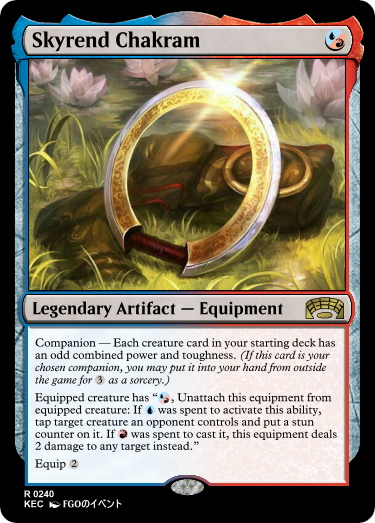 Skyrend Chakram
Legendary Artifact — Equipment
Companion — Each creature card in your starting deck has
an odd combined power and toughness. (If this card is your
chosen companion, you may put it into your hand from outside
the game for 3 as a sorcery.)
Equipped creature has “, Unattach this equipment from
equipped creature: If was spent to activate this ability,
tap target creature an opponent controls and put a stun
counter on it. If was spent to cast it, this equipment deals
2 damage to any target instead.”
Equip 2
R 0240
KEC FGOのイベント